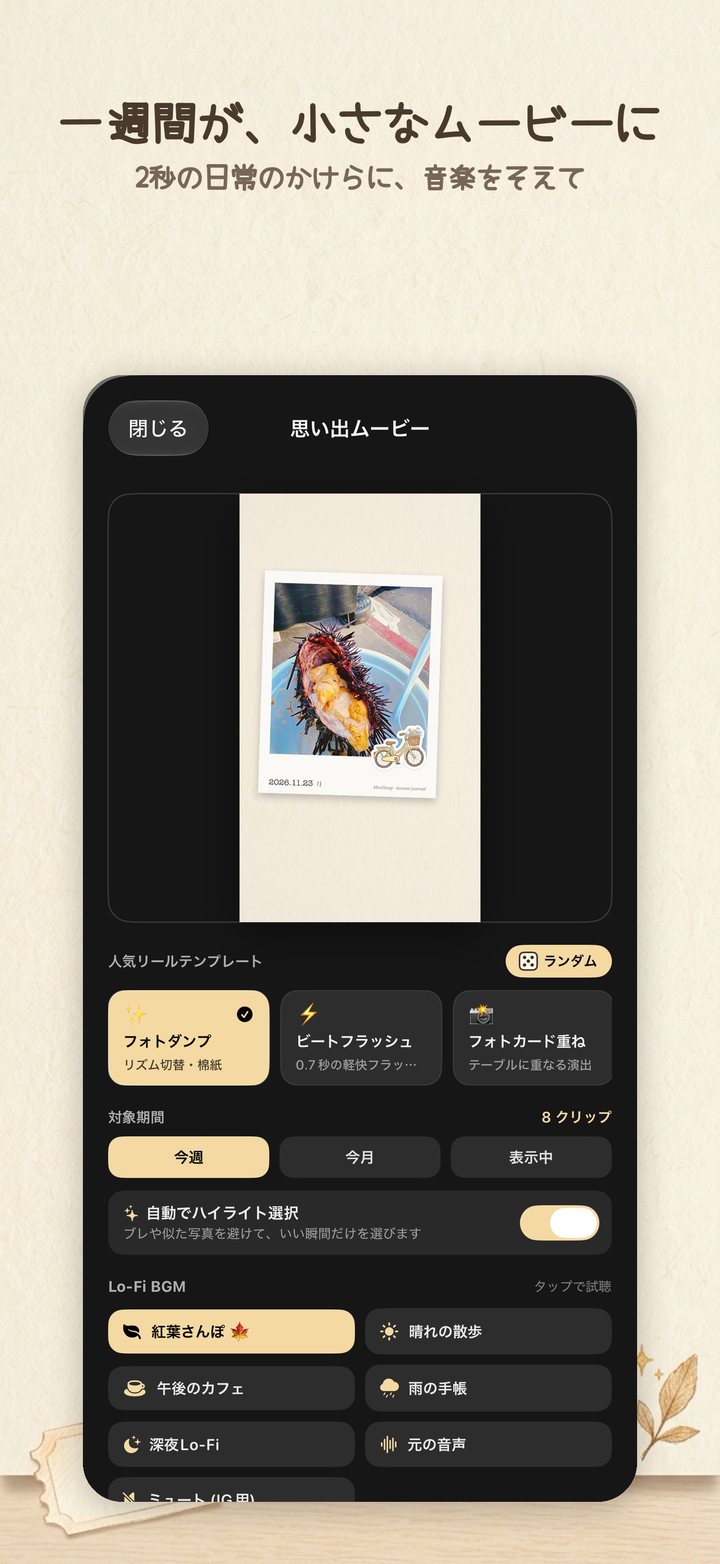 一週間が、小さなムービーに
2秒の日常のかけらに、音楽をそえて
閉じる
思い出ムービー
2026.11.23 月
instant journal
人気リールテンプレート
ランダム
フォトダンプ
リズム切替・棉紙
ビートフラッシュ
0.7秒の軽快フラッ…
フォトカード重ね
テーブルに重なる演出
対象期間
8 クリップ
今週
今月
表示中
自動でハイライト選択
ブレや似た写真を避けて、いい瞬間だけを選びます
Lo-Fi BGM
タップで試聴
紅葉さんぽ 🍁
晴れの散歩
午後のカフェ
雨の手帳
深夜Lo-Fi
元の音声
ミュート (IG用)